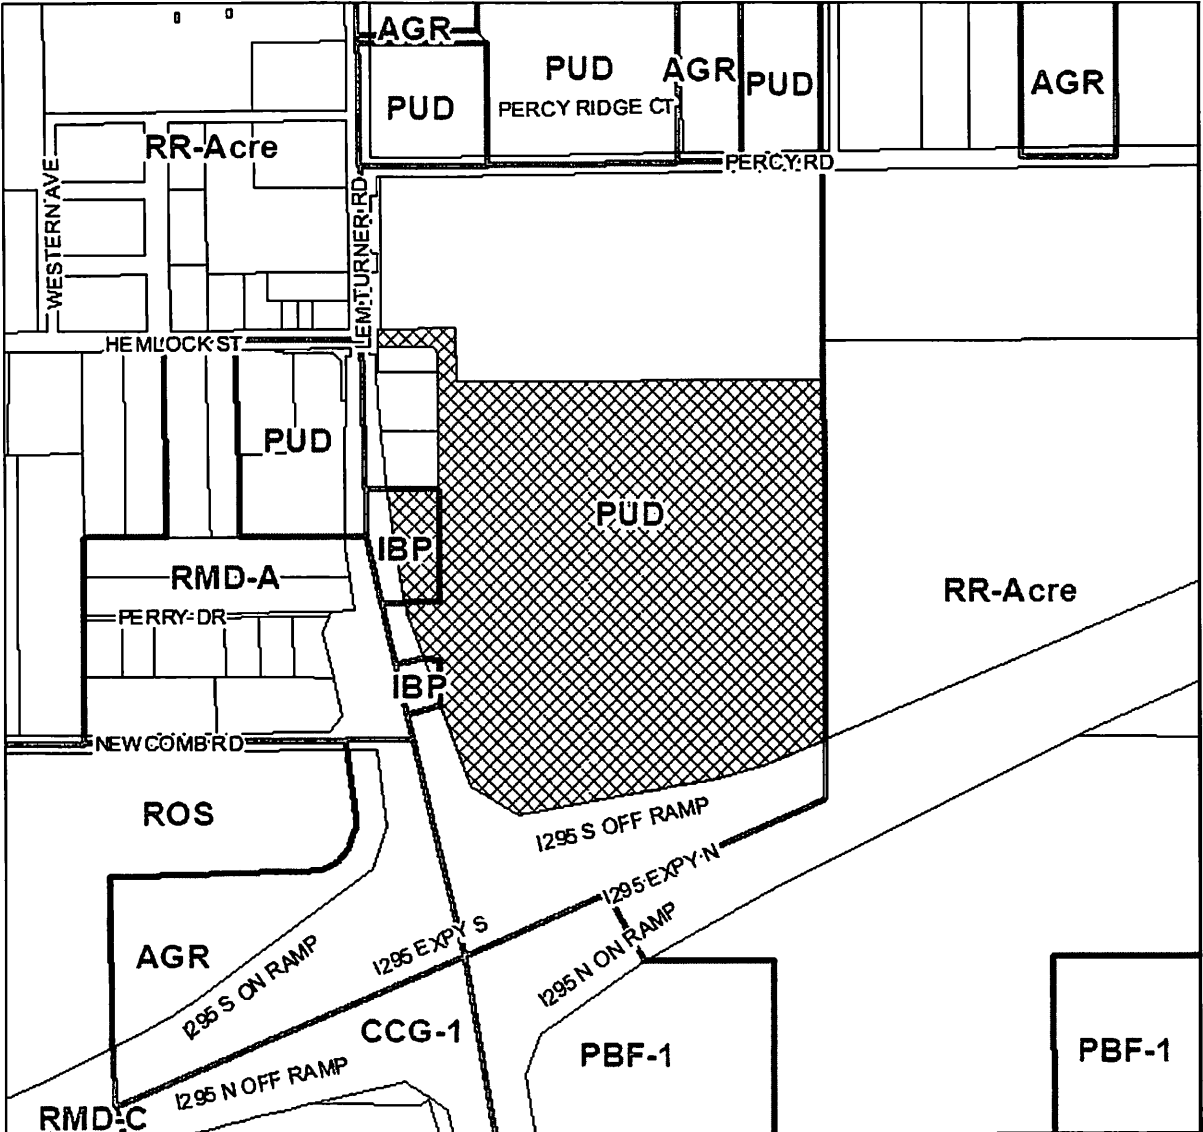 AGR
PUD
AGR
PUD
AGR
PUD
PERCY RIDGE CT
RR-Acre
PERCY RD
WESTERN AVE
LEM TURNER RD
HEMLOCK ST
PUD
PUD
IBP
RMD-A
RR-Acre
PERRY DR
IBP
NEWCOMB RD
ROS
I295 S OFF RAMP
I295 EXPY N
AGR
I295 EXPY S
I295 N ON RAMP
I295 S ON RAMP
CCG-1
PBF-1
PBF-1
I295 N OFF RAMP
RMD-C